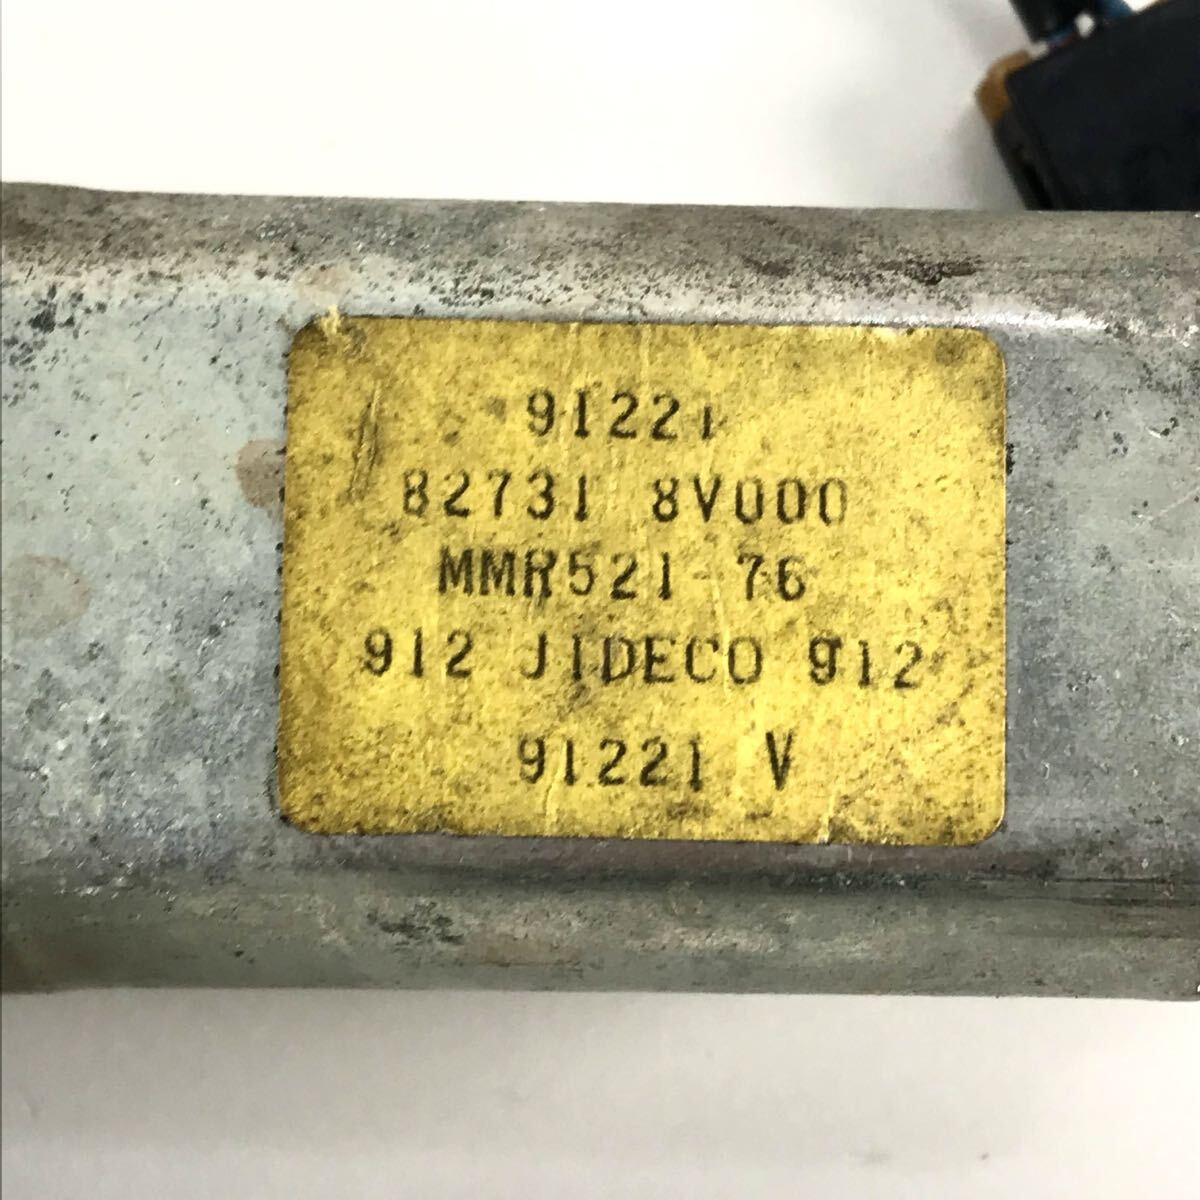 91221
82731 8V000
MMR521-76
912 JIDECO 912
91221 V